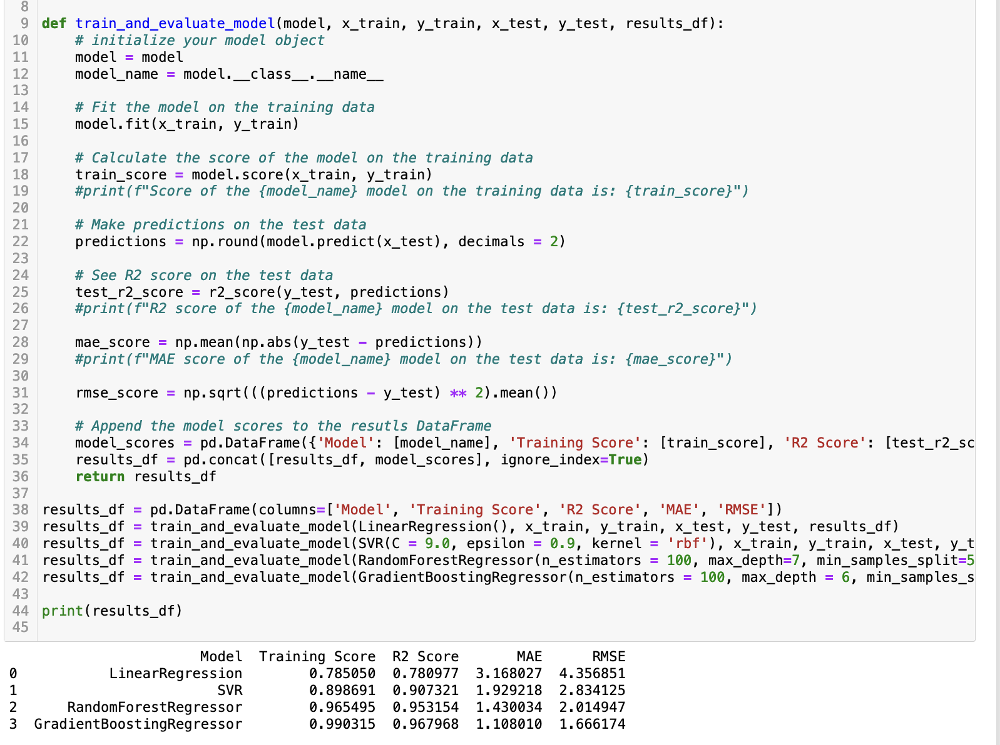 8
9 def train_and_evaluate_model(model, x_train, y_train, x_test, y_test, results_df):
10     # initialize your model object
11     model = model
12     model_name = model.__class__.__name__
13
14     # Fit the model on the training data
15     model.fit(x_train, y_train)
16
17     # Calculate the score of the model on the training data
18     train_score = model.score(x_train, y_train)
19     #print(f"Score of the {model_name} model on the training data is: {train_score}")
20
21     # Make predictions on the test data
22     predictions = np.round(model.predict(x_test), decimals = 2)
23
24     # See R2 score on the test data
25     test_r2_score = r2_score(y_test, predictions)
26     #print(f"R2 score of the {model_name} model on the test data is: {test_r2_score}")
27
28     mae_score = np.mean(np.abs(y_test - predictions))
29     #print(f"MAE score of the {model_name} model on the test data is: {mae_score}")
30
31     rmse_score = np.sqrt(((predictions - y_test) ** 2).mean())
32
33     # Append the model scores to the resutls DataFrame
34     model_scores = pd.DataFrame({'Model': [model_name], 'Training Score': [train_score], 'R2 Score': [test_r2_sc
35     results_df = pd.concat([results_df, model_scores], ignore_index=True)
36     return results_df
37
38 results_df = pd.DataFrame(columns=['Model', 'Training Score', 'R2 Score', 'MAE', 'RMSE'])
39 results_df = train_and_evaluate_model(LinearRegression(), x_train, y_train, x_test, y_test, results_df)
40 results_df = train_and_evaluate_model(SVR(C = 9.0, epsilon = 0.9, kernel = 'rbf'), x_train, y_train, x_test, y_t
41 results_df = train_and_evaluate_model(RandomForestRegressor(n_estimators = 100, max_depth=7, min_samples_split=5
42 results_df = train_and_evaluate_model(GradientBoostingRegressor(n_estimators = 100, max_depth = 6, min_samples_s
43
44 print(results_df)
45
Model Training Score R2 Score MAE RMSE
0 LinearRegression 0.785050 0.780977 3.168027 4.356851
1 SVR 0.898691 0.907321 1.929218 2.834125
2 RandomForestRegressor 0.965495 0.953154 1.430034 2.014947
3 GradientBoostingRegressor 0.990315 0.967968 1.108010 1.666174